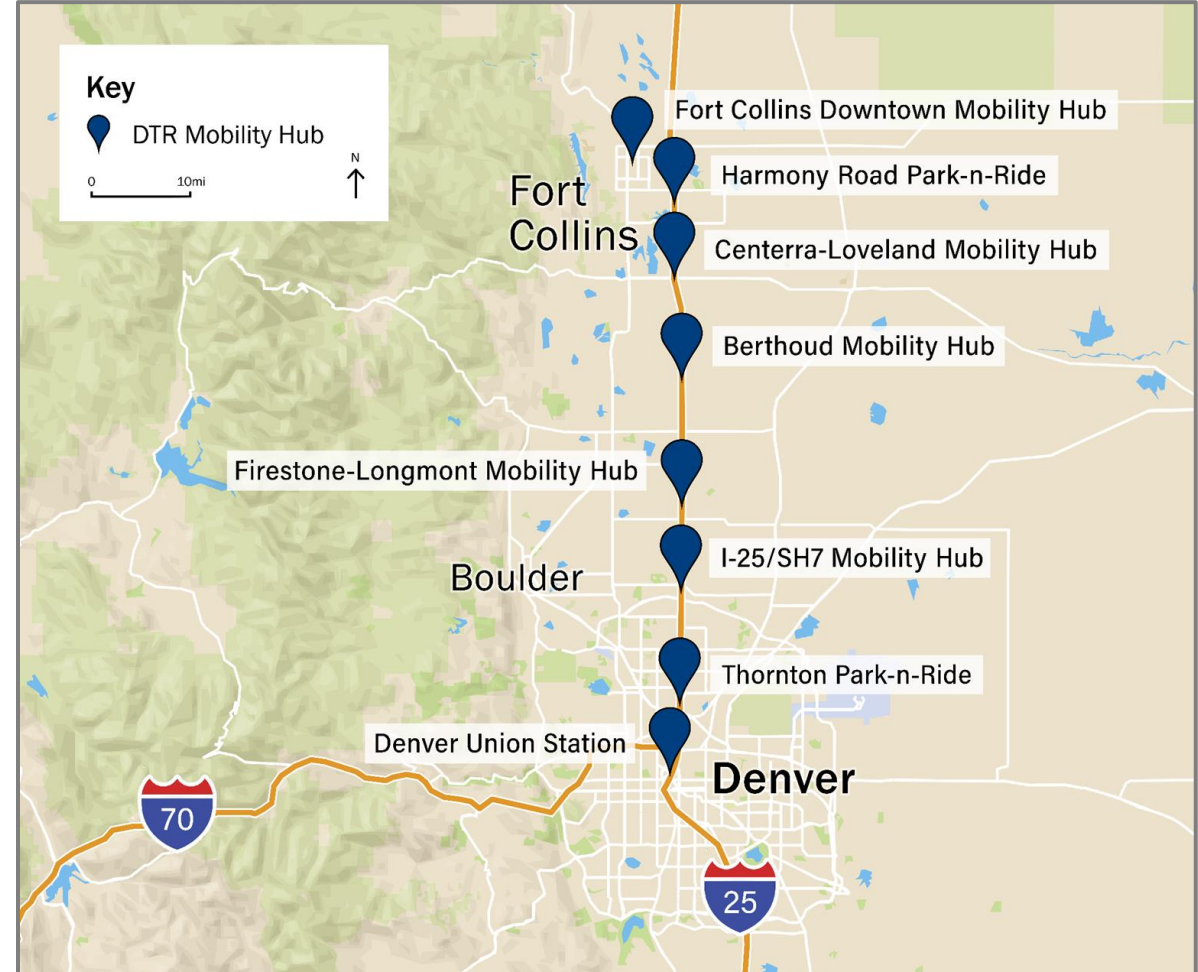 Key
DTR Mobility Hub
0 10mi
N
Fort Collins Downtown Mobility Hub
Harmony Road Park-n-Ride
Fort
Collins
Centerra-Loveland Mobility Hub
Berthoud Mobility Hub
Firestone-Longmont Mobility Hub
I-25/SH7 Mobility Hub
Boulder
Thornton Park-n-Ride
Denver Union Station
Denver
70
25